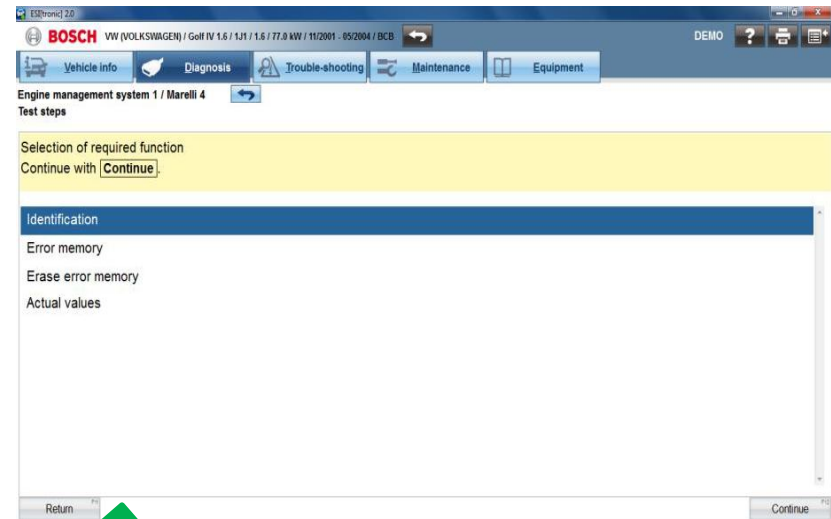 ESI[tronic] 2.0
BOSCH VW (VOLKSWAGEN) / Golf IV 1.6 / 1J1 / 1.6 / 77.0 kW / 11/2001 - 05/2004 / BCB DEMO ?
Vehicle info Diagnosis Trouble-shooting Maintenance Equipment
Engine management system 1 / Marelli 4
Test steps
Selection of required function
Continue with Continue.
Identification
Error memory
Erase error memory
Actual values
Return Continue